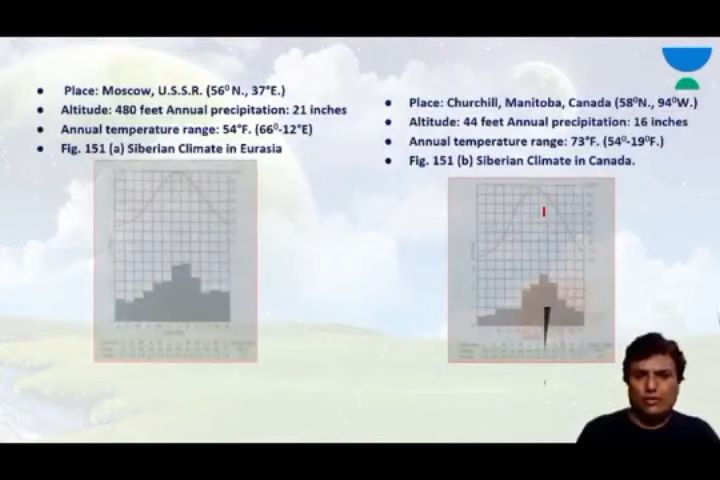 Place: Moscow, U.S.S.R. (56⁰ N., 37°E.)
Altitude: 480 feet Annual precipitation: 21 inches
Annual temperature range: 54°F. (66⁰-12°E)
Fig. 151 (a) Siberian Climate in Eurasia
Place: Churchill, Manitoba, Canada (58⁰N., 94⁰W.)
Altitude: 44 feet Annual precipitation: 16 inches
Annual temperature range: 73°F. (54⁰-19⁰F.)
Fig. 151 (b) Siberian Climate in Canada.